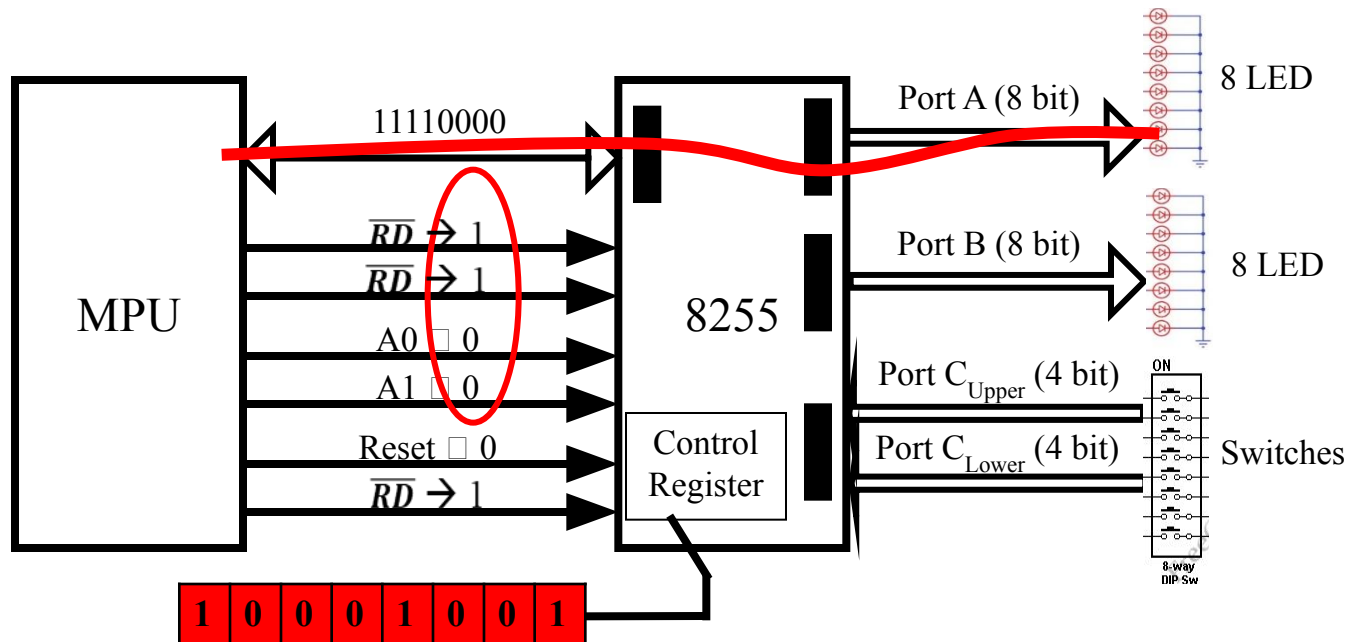 MPU
11110000
RD → 1
RD → 1
A0 □ 0
A1 □ 0
Reset □ 0
RD → 1
8255
Control
Register
1 0 0 0 1 0 0 1
Port A (8 bit)
8 LED
Port B (8 bit)
8 LED
Port C Upper (4 bit)
Port C Lower (4 bit)
ON
Switches
8-way
DIP Sw